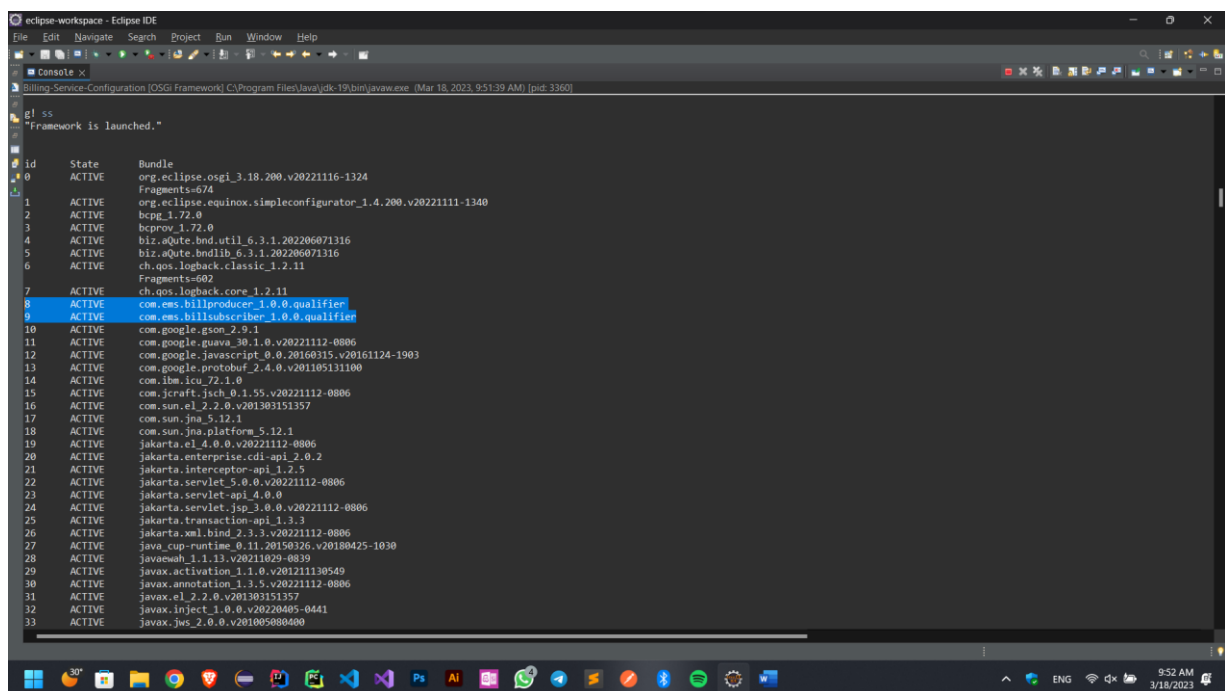 eclipse-workspace - Eclipse IDE
File Edit Navigate Search Project Run Window Help
Console
Billing-Service-Configuration [OSGi Framework] C:\Program Files\Java\jdk-19\bin\javaw.exe (Mar 18, 2023, 9:51:39 AM) [pid: 3360]
g! ss
"Framework is launched."
id State Bundle
0 ACTIVE org.eclipse.osgi_3.18.200.v20221116-1324
Fragments=674
1 ACTIVE org.eclipse.equinox.simpleconfigurator_1.4.200.v20221111-1340
2 ACTIVE bcpg_1.72.0
3 ACTIVE bcprov_1.72.0
4 ACTIVE biz.aQute.bnd.util_6.3.1.202206071316
5 ACTIVE biz.aQute.bndlib_6.3.1.202206071316
6 ACTIVE ch.qos.logback.classic_1.2.11
Fragments=602
7 ACTIVE ch.qos.logback.core_1.2.11
8 ACTIVE com.ems.billproducer_1.0.0.qualifier
9 ACTIVE com.ems.billsubscriber_1.0.0.qualifier
10 ACTIVE com.google.gson_2.9.1
11 ACTIVE com.google.guava_30.1.0.v20221112-0806
12 ACTIVE com.google.javascript_0.0.20160315.v20161124-1903
13 ACTIVE com.google.protobuf_2.4.0.v201105131100
14 ACTIVE com.ibm.icu_72.1.0
15 ACTIVE com.jcraft.jsch_0.1.55.v20221112-0806
16 ACTIVE com.sun.el_2.2.0.v201303151357
17 ACTIVE com.sun.jna_5.12.1
18 ACTIVE com.sun.jna.platform_5.12.1
19 ACTIVE jakarta.el_4.0.0.v20221112-0806
20 ACTIVE jakarta.enterprise.cdi-api_2.0.2
21 ACTIVE jakarta.interceptor-api_1.2.5
22 ACTIVE jakarta.servlet_5.0.0.v20221112-0806
23 ACTIVE jakarta.servlet-api_4.0.0
24 ACTIVE jakarta.servlet.jsp_3.0.0.v20221112-0806
25 ACTIVE jakarta.transaction-api_1.3.3
26 ACTIVE jakarta.xml.bind_2.3.3.v20221112-0806
27 ACTIVE java_cup-runtime_0.11.20150326.v20180425-1030
28 ACTIVE javaewah_1.1.13.v20211029-0839
29 ACTIVE javax.activation_1.1.0.v201211130549
30 ACTIVE javax.annotation_1.3.5.v20221112-0806
31 ACTIVE javax.el_2.2.0.v201303151357
32 ACTIVE javax.inject_1.0.0.v20220405-0441
33 ACTIVE javax.jws_2.0.0.v201005080400
30°
Ps Ai
ENG
9:52 AM
3/18/2023